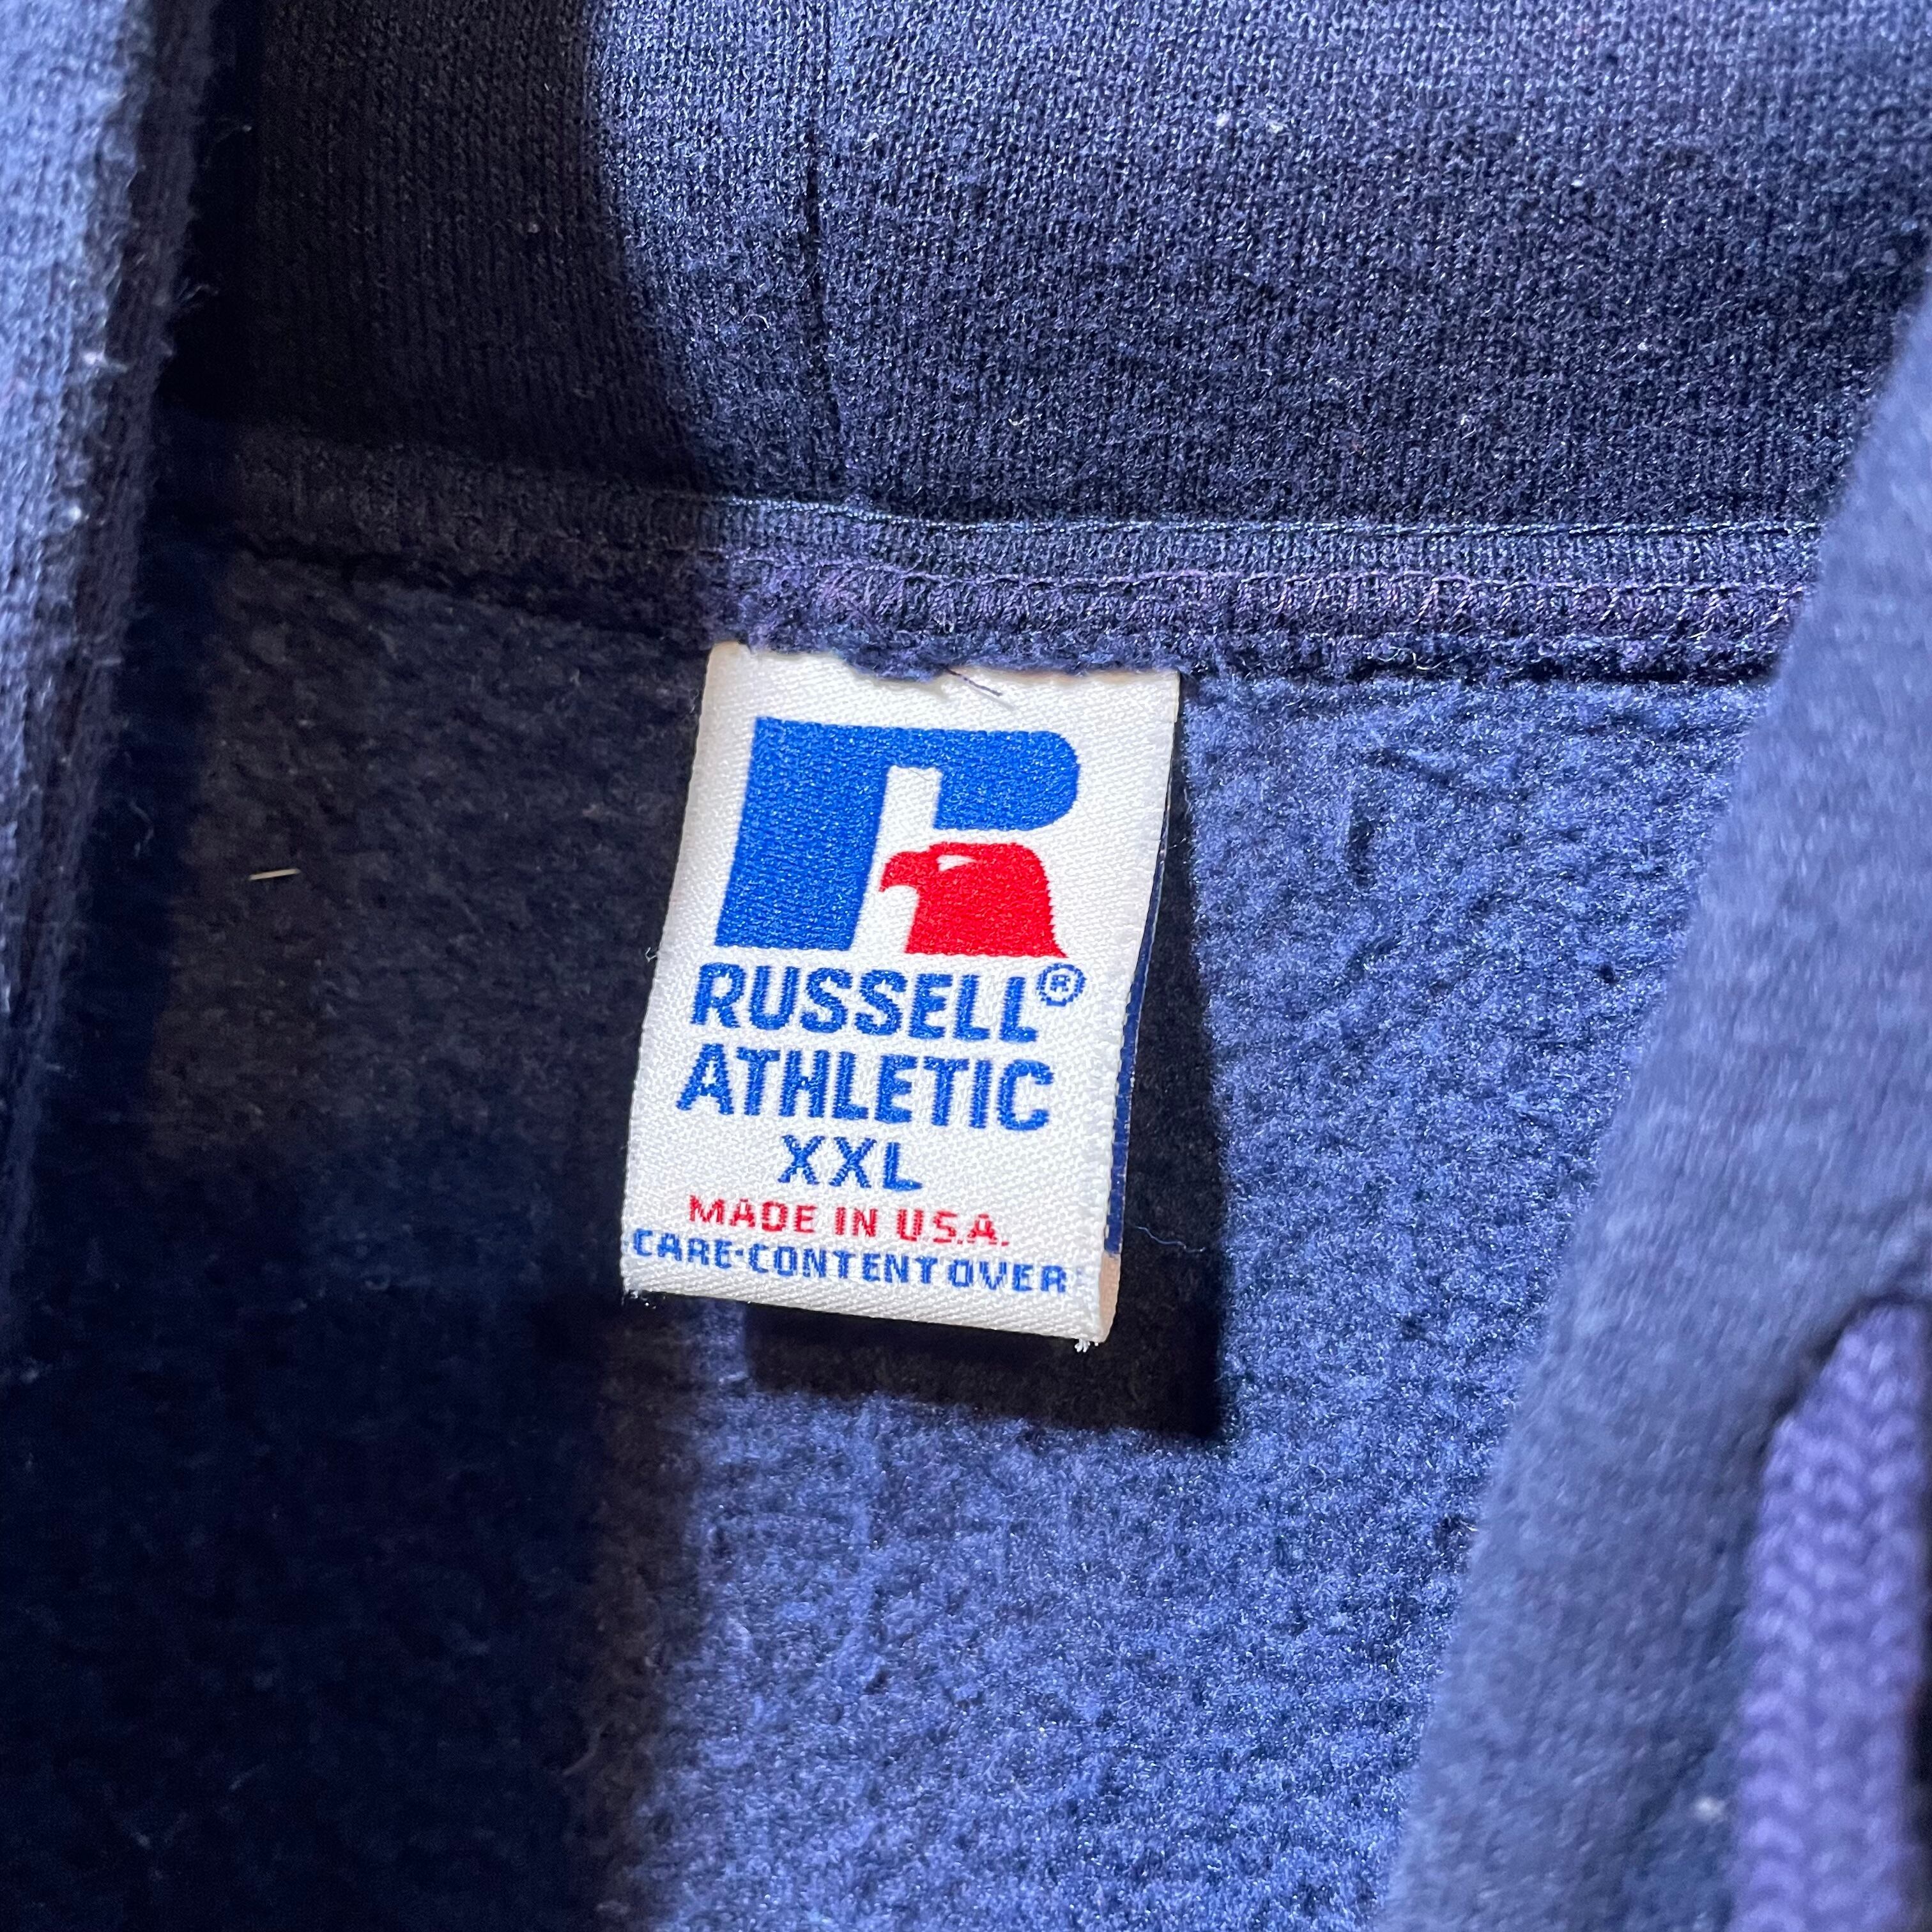 R
RUSSELL®
ATHLETIC
XXL
MADE IN U.S.A.
CARE·CONTENT OVER